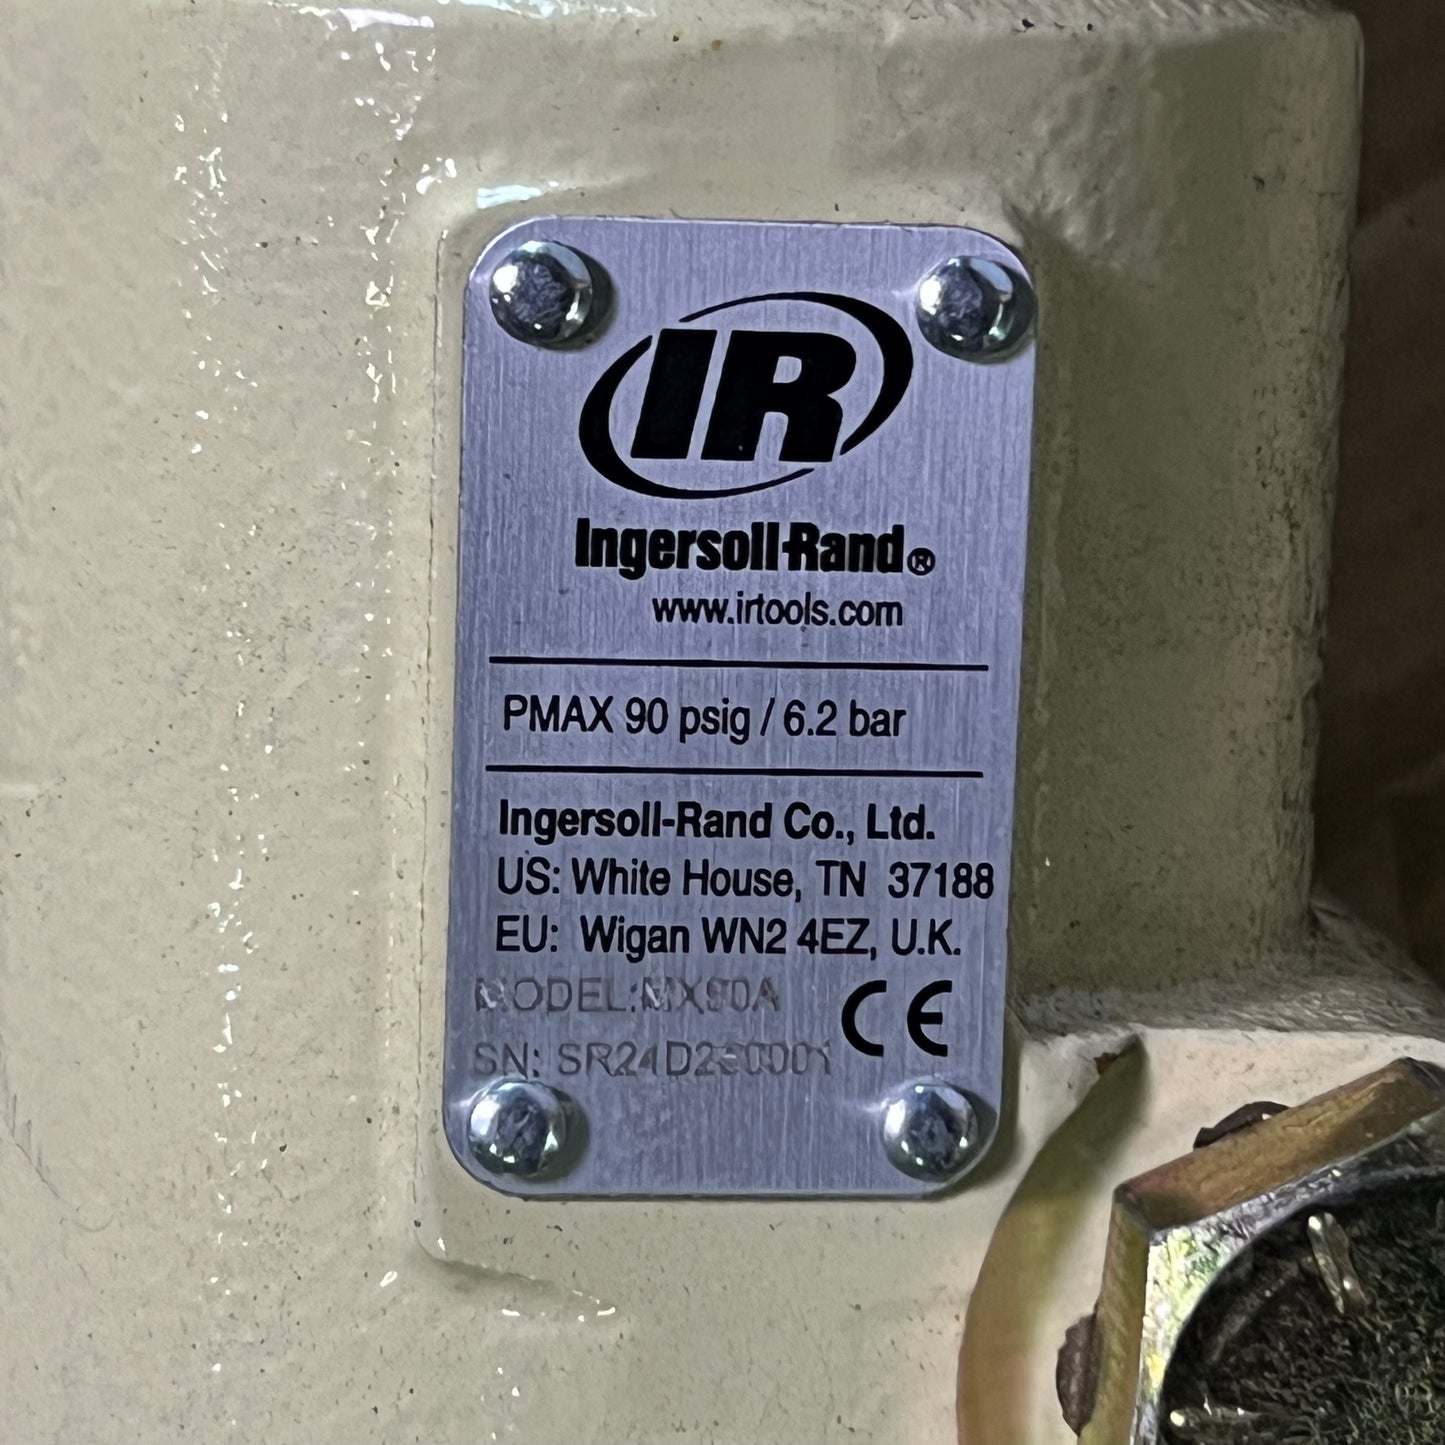 IR
Ingersoll-Rand®
www.irtools.com
PMAX 90 psig / 6.2 bar
Ingersoll-Rand Co., Ltd.
US: White House, TN 37188
EU: Wigan WN2 4EZ, U.K.
MODEL:MX90A CE
SN: